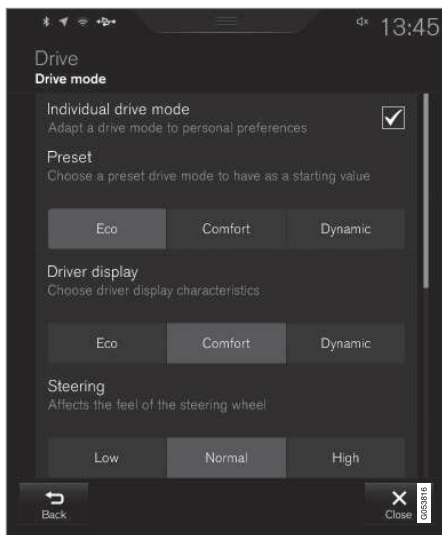 13:45
Drive
Drive mode
Individual drive mode
Adapt a drive mode to personal preferences
Preset
Choose a preset drive mode to have as a starting value
Eco Comfort Dynamic
Driver display
Choose driver display characteristics
Eco Comfort Dynamic
Steering
Affects the feel of the steering wheel
Low Normal High
Back Close
G053816